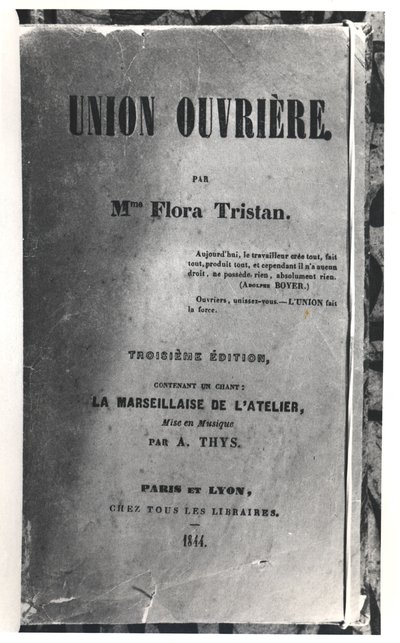 UNION OUVRIÈRE.
PAR
Mme Flora Tristan.
Aujourd'hui, le travailleur crée tout, fait
tout, produit tout, et cependant il n'a aucun
droit, ne possède rien, absolument rien.
(ADOLPHE BOYER.)
Ouvriers, unissez-vous.—L'UNION fait
la force.
TROISIÈME ÉDITION,
CONTENANT UN CHANT:
LA MARSEILLAISE DE L'ATELIER,
Mise en Musique
PAR A. THYS.
PARIS ET LYON,
CHEZ TOUS LES LIBRAIRES.
1844.